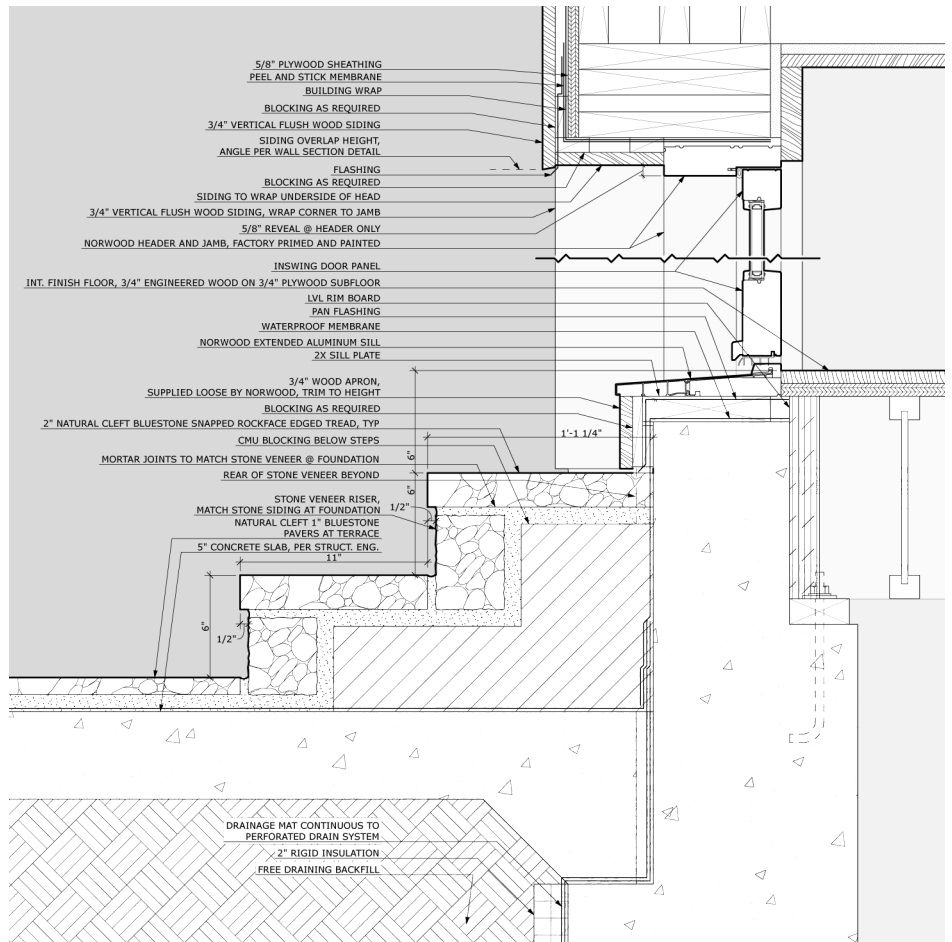 5/8" PLYWOOD SHEATHING
PEEL AND STICK MEMBRANE
BUILDING WRAP
BLOCKING AS REQUIRED
3/4" VERTICAL FLUSH WOOD SIDING
SIDING OVERLAP HEIGHT,
ANGLE PER WALL SECTION DETAIL
FLASHING
BLOCKING AS REQUIRED
SIDING TO WRAP UNDERSIDE OF HEAD
3/4" VERTICAL FLUSH WOOD SIDING, WRAP CORNER TO JAMB
5/8" REVEAL @ HEADER ONLY
NORWOOD HEADER AND JAMB, FACTORY PRIMED AND PAINTED
INSWING DOOR PANEL
INT. FINISH FLOOR, 3/4" ENGINEERED WOOD ON 3/4" PLYWOOD SUBFLOOR
LVL RIM BOARD
PAN FLASHING
WATERPROOF MEMBRANE
NORWOOD EXTENDED ALUMINUM SILL
2X SILL PLATE
3/4" WOOD APRON,
SUPPLIED LOOSE BY NORWOOD, TRIM TO HEIGHT
BLOCKING AS REQUIRED
2" NATURAL CLEFT BLUESTONE SNAPPED ROCKFACE EDGED TREAD, TYP
1'-1 1/4"
CMU BLOCKING BELOW STEPS
6"
MORTAR JOINTS TO MATCH STONE VENEER @ FOUNDATION
REAR OF STONE VENEER BEYOND
6"
STONE VENEER RISER,
MATCH STONE SIDING AT FOUNDATION
1/2"
NATURAL CLEFT 1" BLUESTONE
PAVERS AT TERRACE
5" CONCRETE SLAB, PER STRUCT. ENG.
11"
6"
1/2"
DRAINAGE MAT CONTINUOUS TO
PERFORATED DRAIN SYSTEM
2" RIGID INSULATION
FREE DRAINING BACKFILL